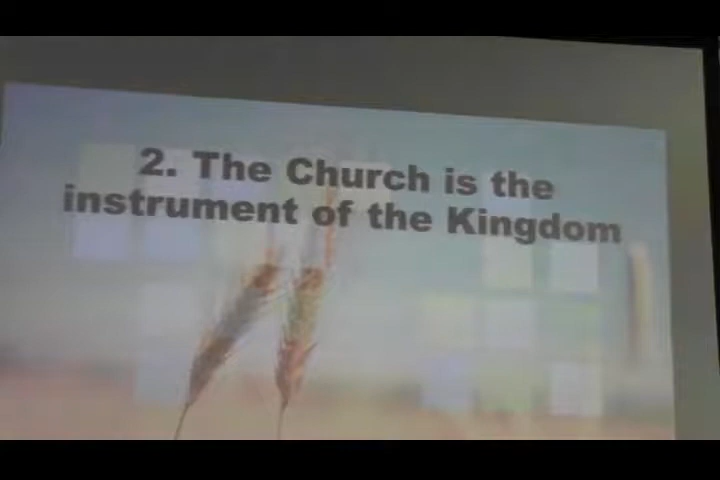 2. The Church is the
instrument of the Kingdom